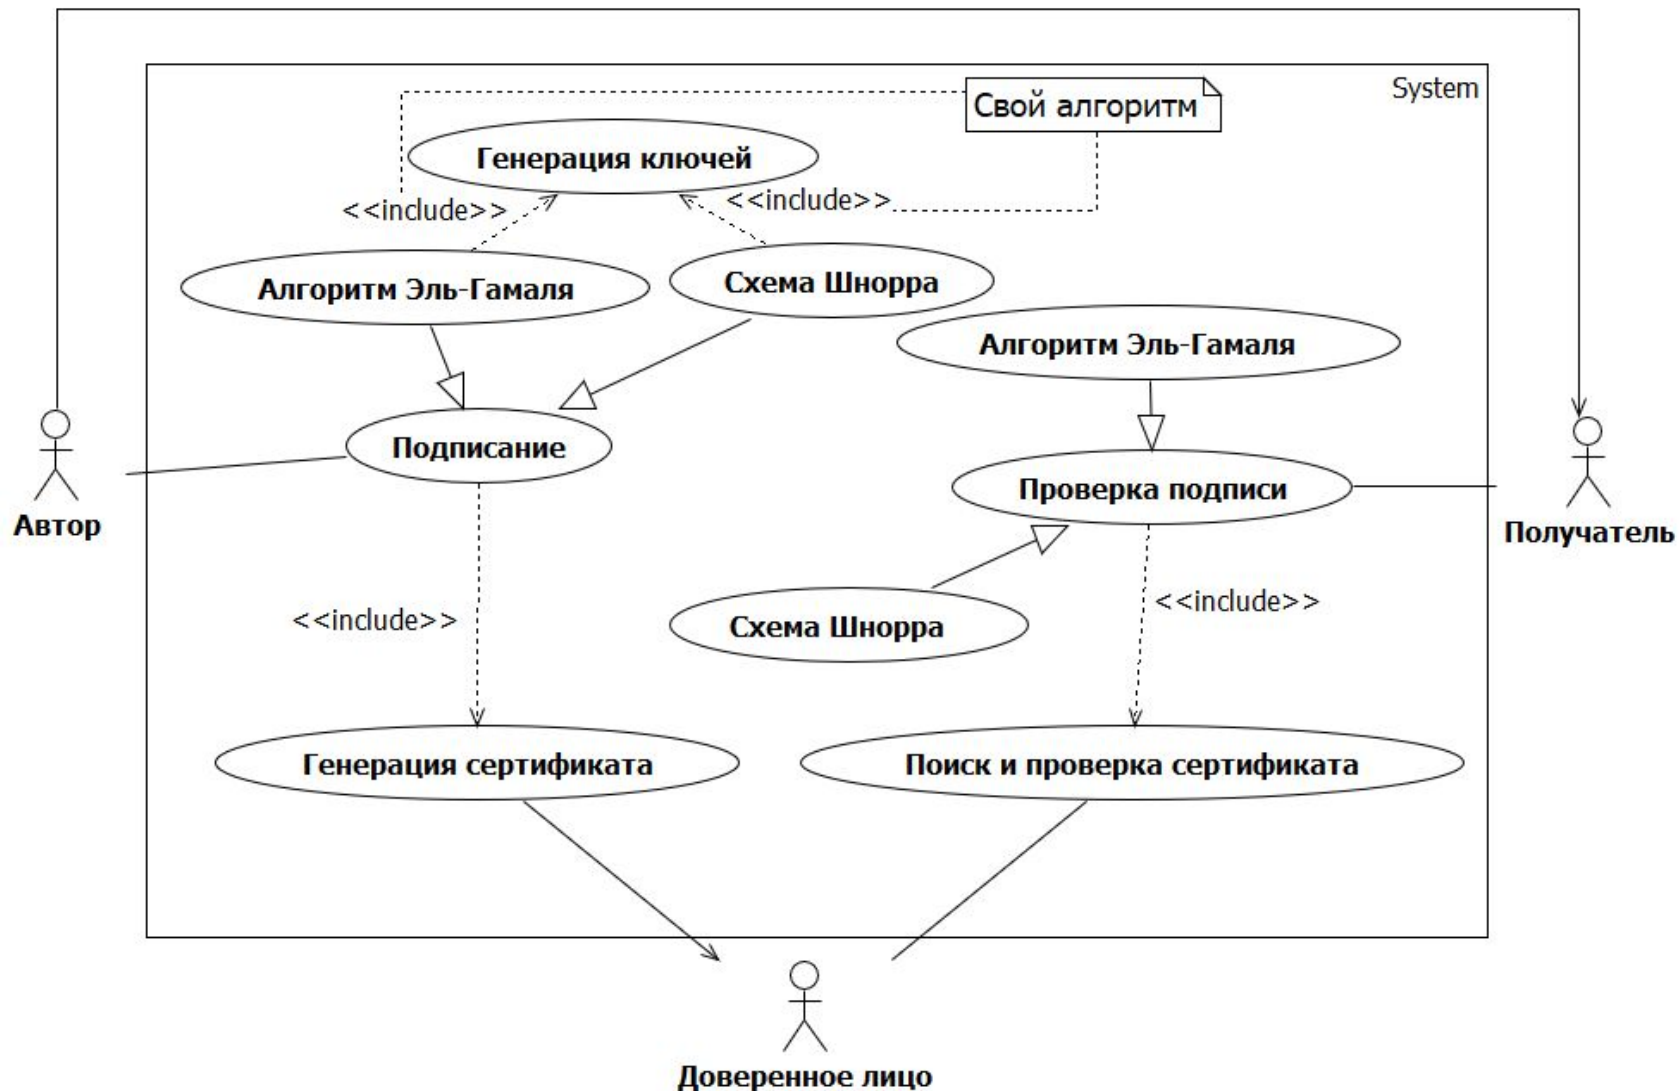 System
Свой алгоритм
Генерация ключей
<<include>>
<<include>>
Алгоритм Эль-Гамаля
Схема Шнорра
Алгоритм Эль-Гамаля
Подписание
Проверка подписи
Автор
Получатель
<<include>>
Схема Шнорра
<<include>>
Генерация сертификата
Поиск и проверка сертификата
Доверенное лицо